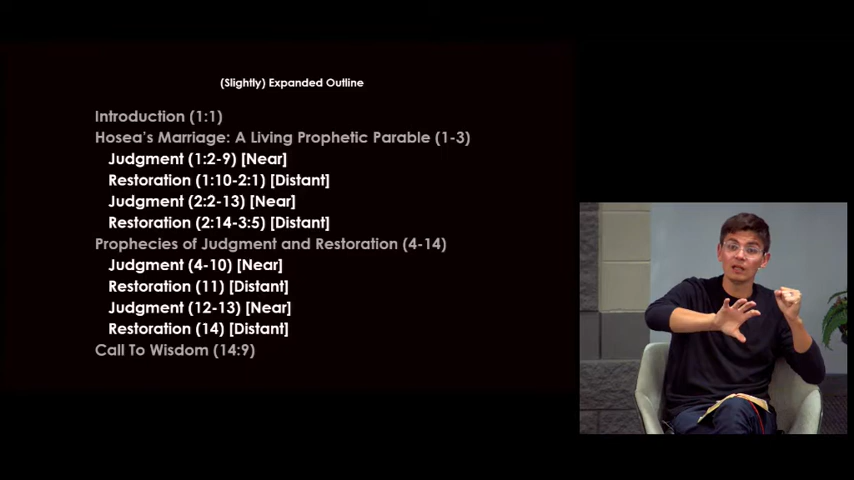 (Slightly) Expanded Outline
Introduction (1:1)
Hosea's Marriage: A Living Prophetic Parable (1-3)
Judgment (1:2-9) [Near]
Restoration (1:10-2:1) [Distant]
Judgment (2:2-13) [Near]
Restoration (2:14-3:5) [Distant]
Prophecies of Judgment and Restoration (4-14)
Judgment (4-10) [Near]
Restoration (11) [Distant]
Judgment (12-13) [Near]
Restoration (14) [Distant]
Call To Wisdom (14:9)